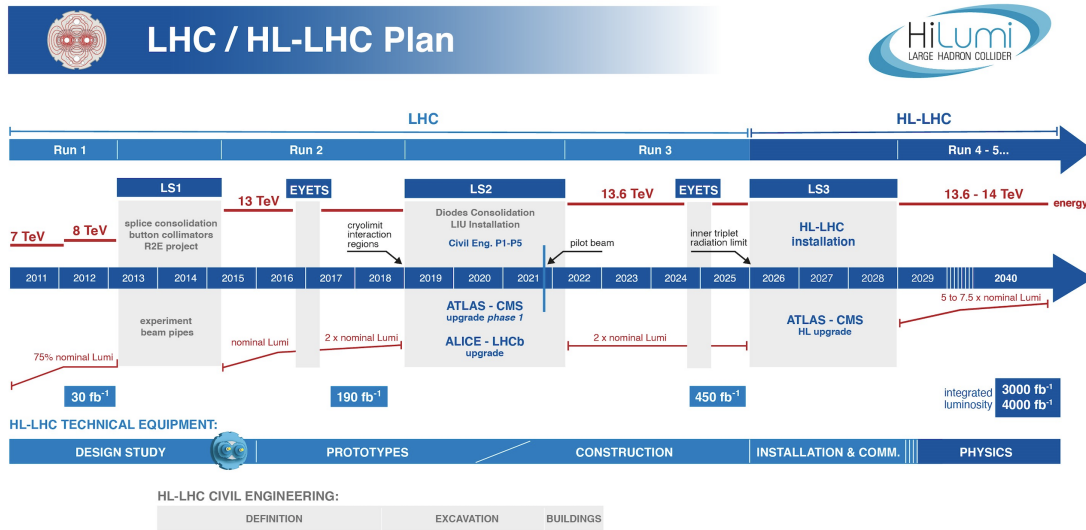 LHC / HL-LHC Plan
HiLumi
LARGE HADRON COLLIDER
LHC
HL-LHC
Run 1
Run 2
Run 3
Run 4 - 5...
LS1
EYETS
LS2
EYETS
LS3
13 TeV
13.6 TeV
13.6 - 14 TeV
energy
7 TeV
8 TeV
splice consolidation
button collimators
R2E project
cryolimit
interaction
regions
Diodes Consolidation
LIU Installation
Civil Eng. P1-P5
pilot beam
inner triplet
radiation limit
HL-LHC
installation
2011
2012
2013
2014
2015
2016
2017
2018
2019
2020
2021
2022
2023
2024
2025
2026
2027
2028
2029
2040
5 to 7.5 x nominal Lumi
experiment
beam pipes
ATLAS - CMS
upgrade phase 1
ALICE - LHCb
upgrade
ATLAS - CMS
HL upgrade
75% nominal Lumi
nominal Lumi
2 x nominal Lumi
2 x nominal Lumi
30 fb⁻¹
190 fb⁻¹
450 fb⁻¹
integrated
luminosity
3000 fb⁻¹
4000 fb⁻¹
HL-LHC TECHNICAL EQUIPMENT:
DESIGN STUDY
PROTOTYPES
CONSTRUCTION
INSTALLATION & COMM.
PHYSICS
HL-LHC CIVIL ENGINEERING:
DEFINITION
EXCAVATION
BUILDINGS